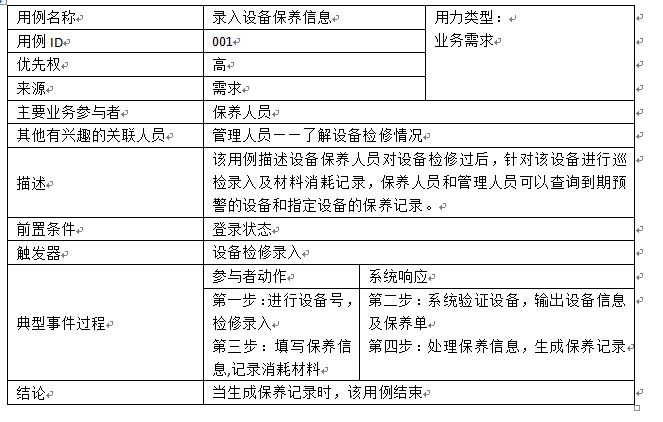 用例名称 录入设备保养信息 用力类型：
用例 ID 001 业务需求
优先权 高
来源 需求
主要业务参与者 保养人员
其他有兴趣的关联人员 管理人员－－了解设备检修情况
描述
该用例描述设备保养人员对设备检修过后，针对该设备进行巡
检录入及材料消耗记录，保养人员和管理人员可以查询到期预
警的设备和指定设备的保养记录。
前置条件 登录状态
触发器 设备检修录入
典型事件过程
参与者动作 系统响应
第一步:进行设备号，
检修录入
第三步：填写保养信
息,记录消耗材料
第二步：系统验证设备，输出设备信息
及保养单
第四步：处理保养信息，生成保养记录
结论 当生成保养记录时，该用例结束